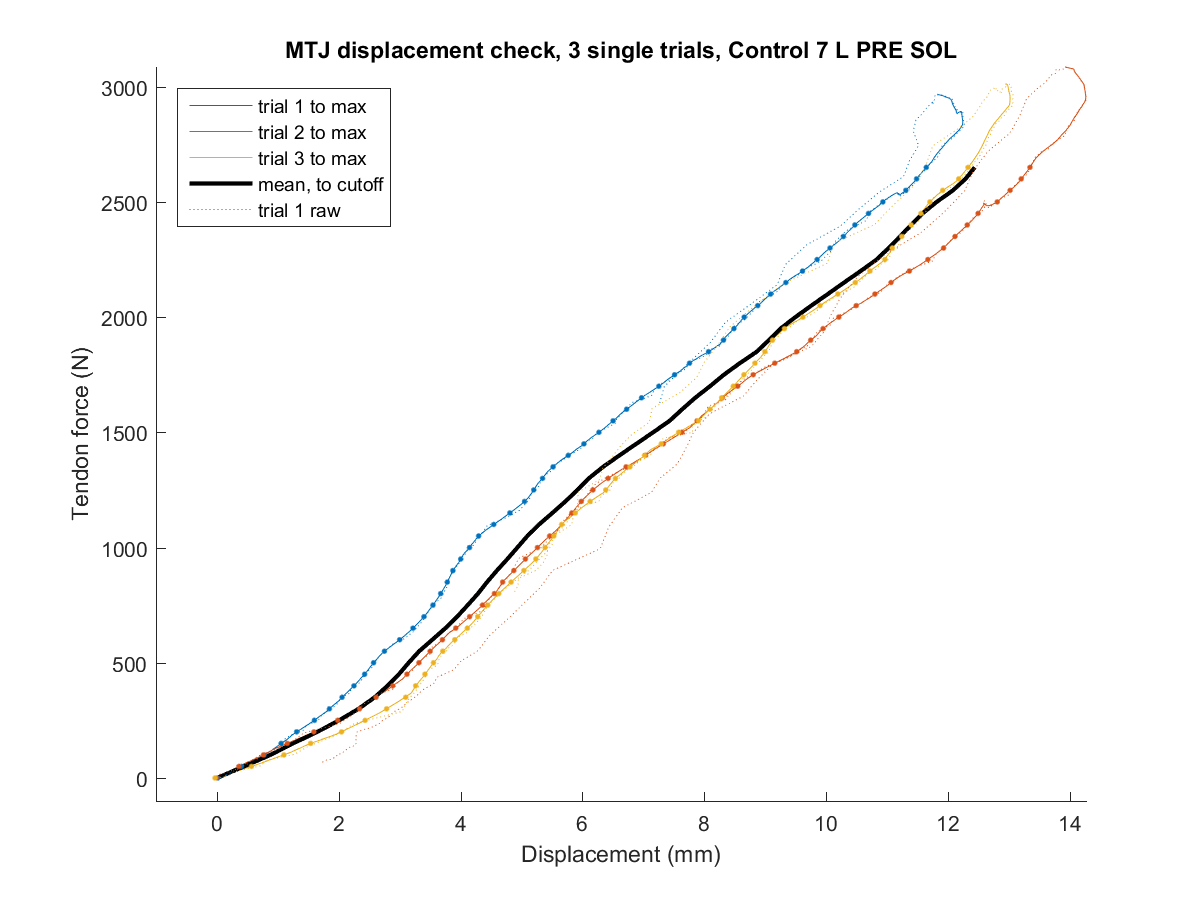 MTJ displacement check, 3 single trials, Control 7 L PRE SOL
trial 1 to max
trial 2 to max
trial 3 to max
mean, to cutoff
trial 1 raw
3000
2500
2000
1500
1000
500
0
Tendon force (N)
0 2 4 6 8 10 12 14
Displacement (mm)